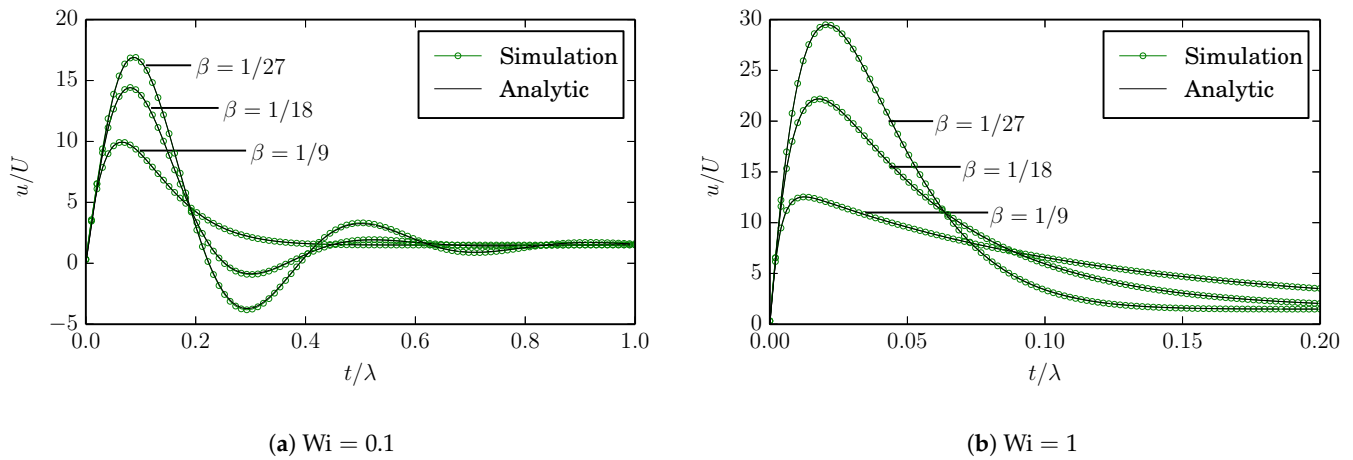 20
15
10
5
0
−5
u/U
0.0 0.2 0.4 0.6 0.8 1.0
t/λ
Simulation
Analytic
β = 1/27
β = 1/18
β = 1/9
(a) Wi = 0.1
30
25
20
15
10
5
0
u/U
0.00 0.05 0.10 0.15 0.20
t/λ
Simulation
Analytic
β = 1/27
β = 1/18
β = 1/9
(b) Wi = 1